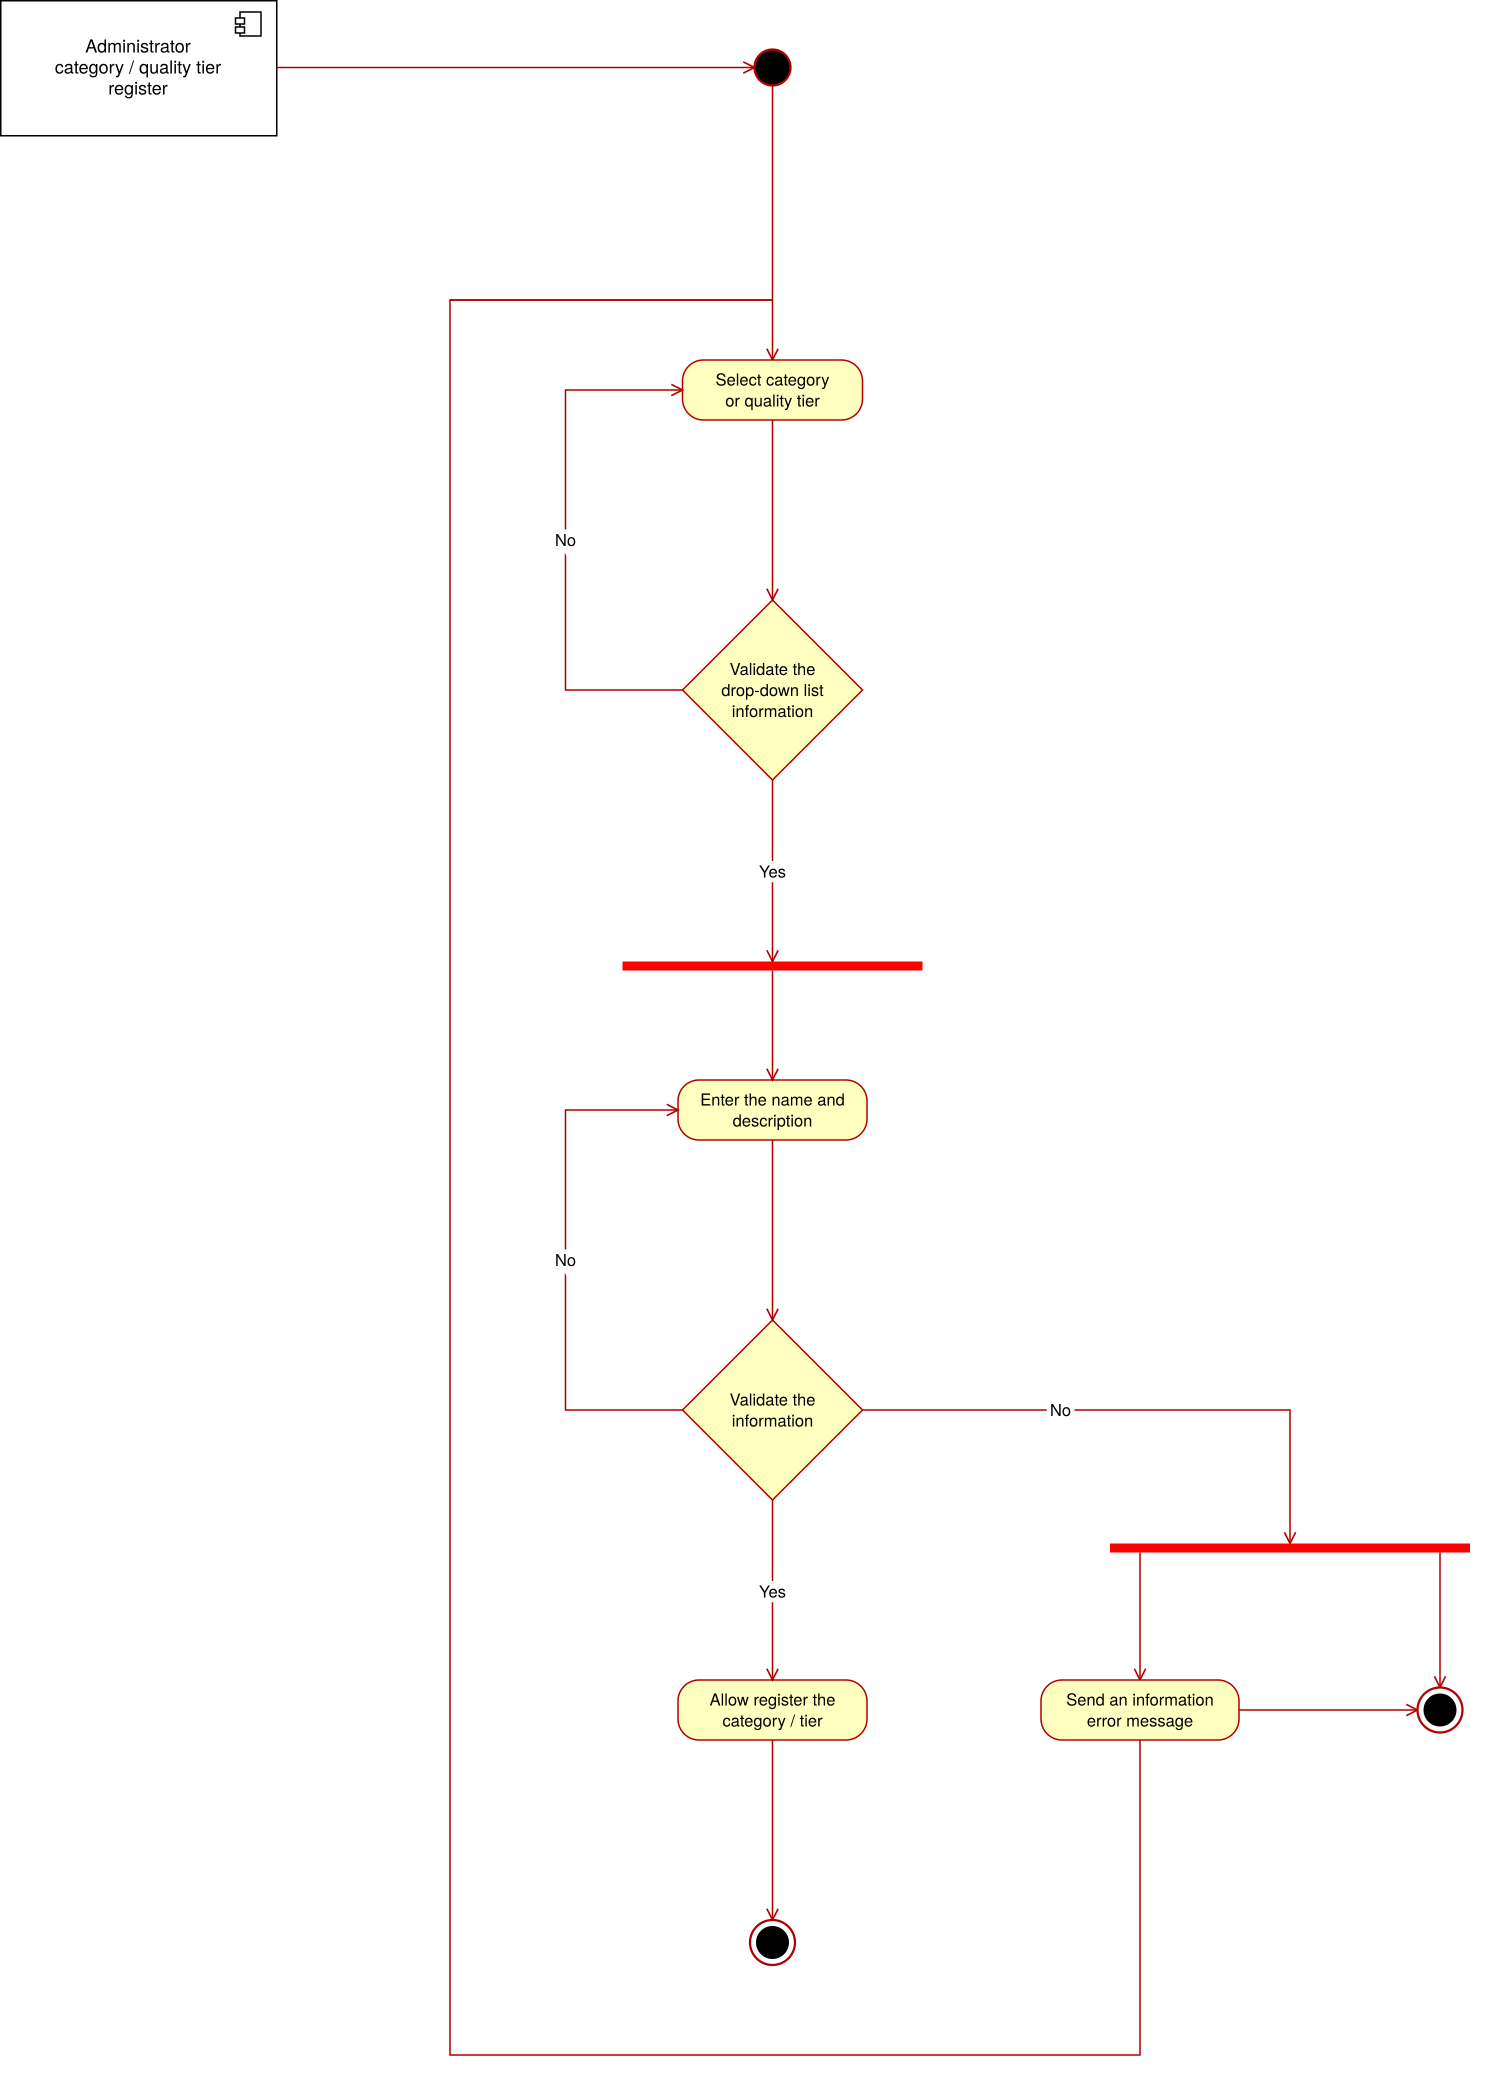 Administrator
category / quality tier
register
Select category
or quality tier
No
Validate the
drop-down list
information
Yes
Enter the name and
description
No
Validate the
information
No
Yes
Allow register the
category / tier
Send an information
error message